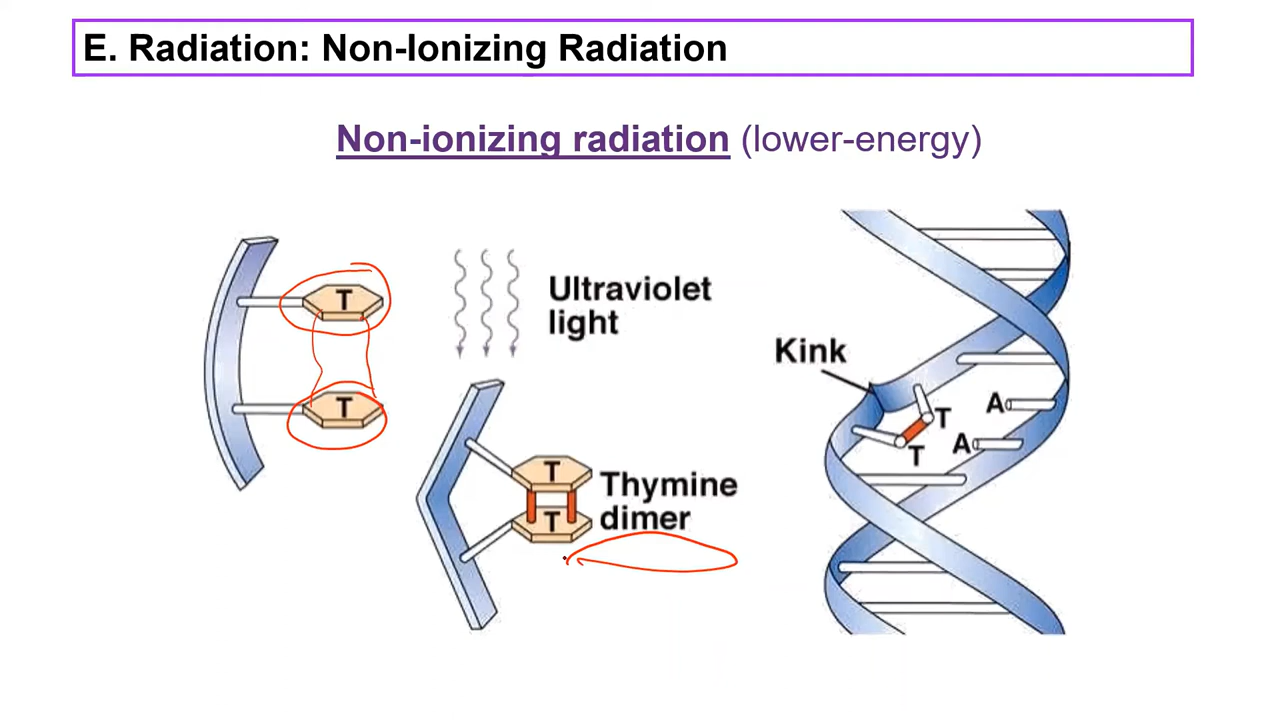 E. Radiation: Non-Ionizing Radiation
Non-ionizing radiation (lower-energy)
T
T
Ultraviolet
light
T
T
Thymine
dimer
Kink
T
T
A
A